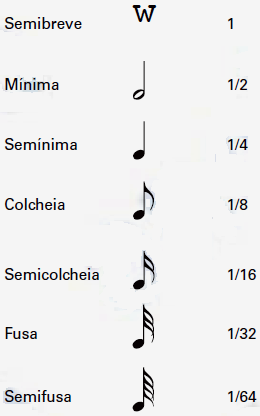 Semibreve W 1
Mínima 1/2
Semínima 1/4
Colcheia 1/8
Semicolcheia 1/16
Fusa 1/32
Semifusa 1/64